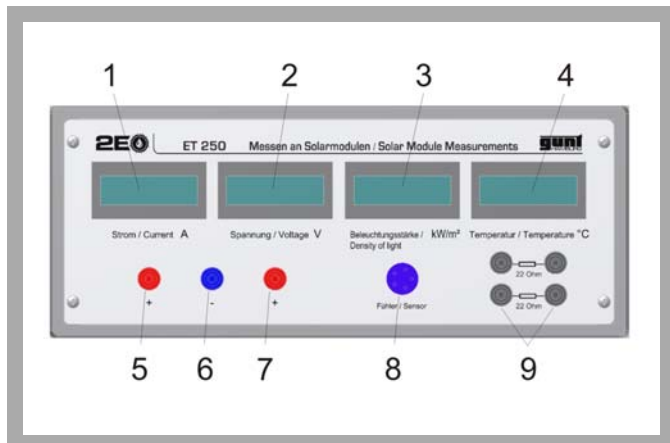 1 2 3 4
2E ET 250 Messen an Solarmodulen / Solar Module Measurements gunt
Strom / Current A Spannung / Voltage V Beleuchtungsstärke / kW/m² Temperatur / Temperature °C
Density of light
22 Ohm
+ - + 22 Ohm
Fühler / Sensor
5 6 7 8 9